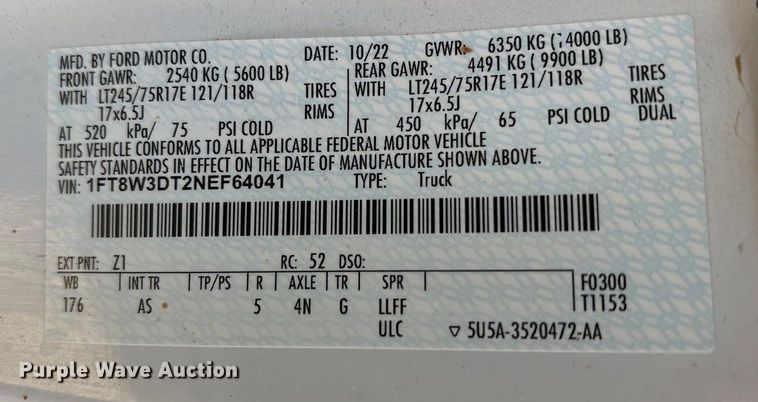 MFD. BY FORD MOTOR CO. DATE: 10/22 GVWR: 6350 KG (14000 LB)
FRONT GAWR: 2540 KG (5600 LB) REAR GAWR: 4491 KG (9900 LB)
WITH LT245/75R17E 121/118R TIRES WITH LT245/75R17E 121/118R TIRES
17x6.5J RIMS 17x6.5J RIMS
AT 520 kPa/ 75 PSI COLD AT 450 kPa/ 65 PSI COLD DUAL
THIS VEHICLE CONFORMS TO ALL APPLICABLE FEDERAL MOTOR VEHICLE
SAFETY STANDARDS IN EFFECT ON THE DATE OF MANUFACTURE SHOWN ABOVE.
VIN: 1FT8W3DT2NEF64041 TYPE: Truck
EXT PNT: Z1 RC: 52 DSO:
WB INT TR TP/PS R AXLE TR SPR F0300
176 AS 5 4N G LLFF T1153
ULC ▽ 5U5A-3520472-AA
Purple Wave Auction